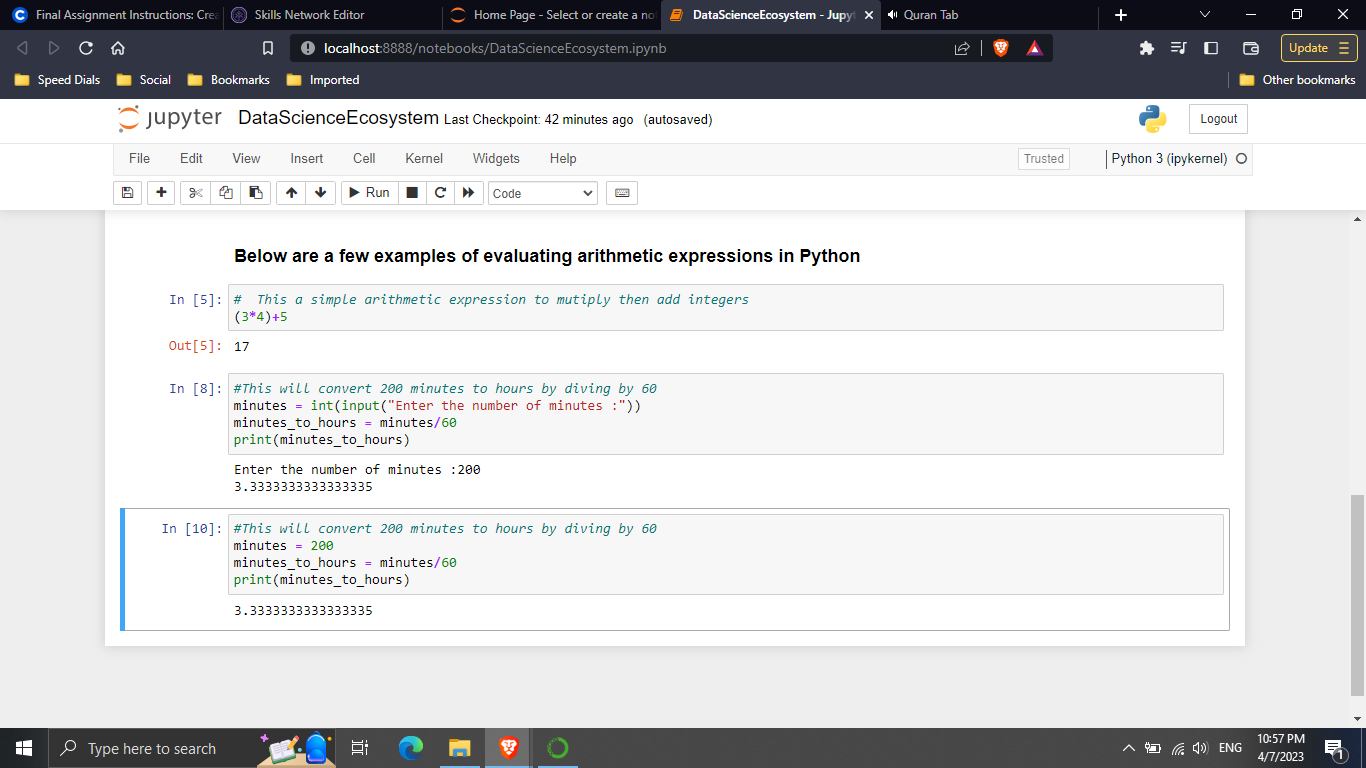 Final Assignment Instructions: Crea
Skills Network Editor
Home Page - Select or create a no
DataScienceEcosystem - Jupyt
Quran Tab
localhost:8888/notebooks/DataScienceEcosystem.ipynb
Update
Speed Dials
Social
Bookmarks
Imported
Other bookmarks
jupyter
DataScienceEcosystem Last Checkpoint: 42 minutes ago (autosaved)
Logout
File Edit View Insert Cell Kernel Widgets Help
Trusted
Python 3 (ipykernel)
Run
Code
Below are a few examples of evaluating arithmetic expressions in Python
In [5]: #  This a simple arithmetic expression to mutiply then add integers
(3*4)+5
Out[5]: 17
In [8]: #This will convert 200 minutes to hours by diving by 60
minutes = int(input("Enter the number of minutes :"))
minutes_to_hours = minutes/60
print(minutes_to_hours)
Enter the number of minutes :200
3.3333333333333335
In [10]: #This will convert 200 minutes to hours by diving by 60
minutes = 200
minutes_to_hours = minutes/60
print(minutes_to_hours)
3.3333333333333335
Type here to search
ENG
10:57 PM
4/7/2023
1